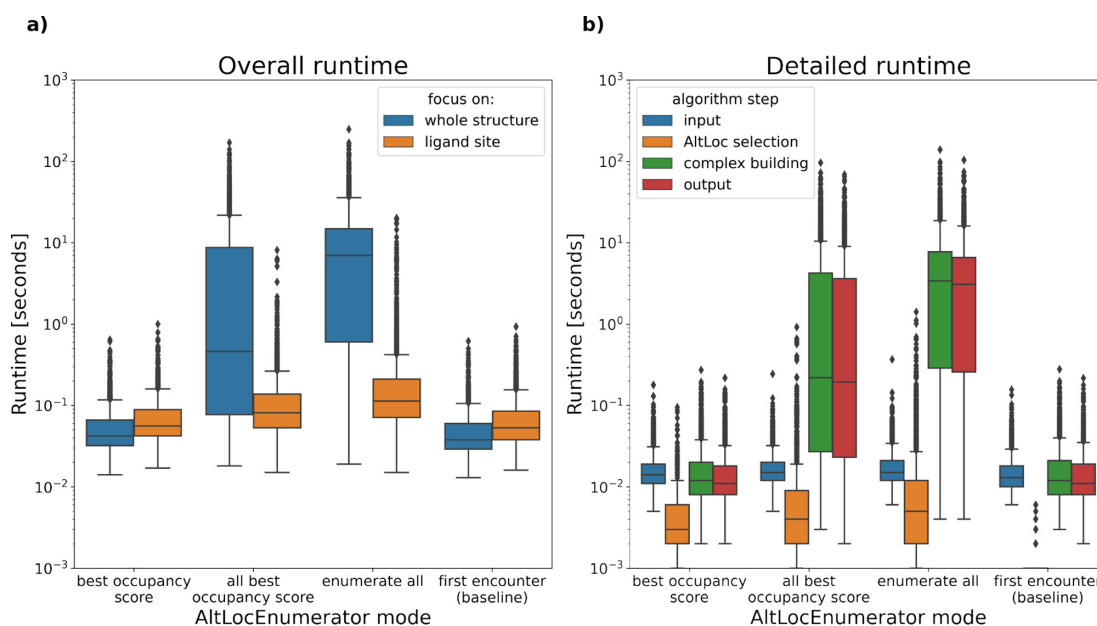 a)
Overall runtime
Runtime [seconds]
10³
10²
10¹
10⁰
10⁻¹
10⁻²
10⁻³
focus on:
whole structure
ligand site
best occupancy
score
all best
occupancy score
enumerate all
first encounter
(baseline)
AltLocEnumerator mode
b)
Detailed runtime
Runtime [seconds]
10³
10²
10¹
10⁰
10⁻¹
10⁻²
10⁻³
algorithm step
input
AltLoc selection
complex building
output
best occupancy
score
all best
occupancy score
enumerate all
first encounter
(baseline)
AltLocEnumerator mode